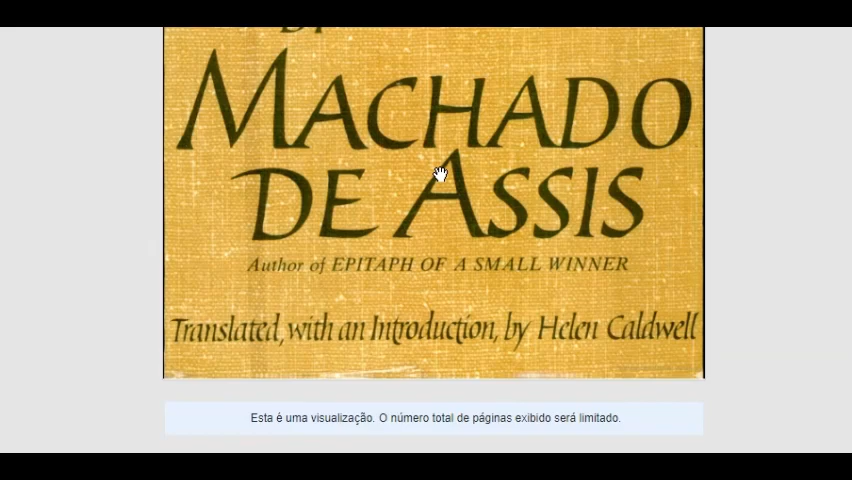 MACHADO
DE ASSIS
Author of EPITAPH OF A SMALL WINNER
Translated, with an Introduction, by Helen Caldwell
Esta é uma visualização. O número total de páginas exibido será limitado.